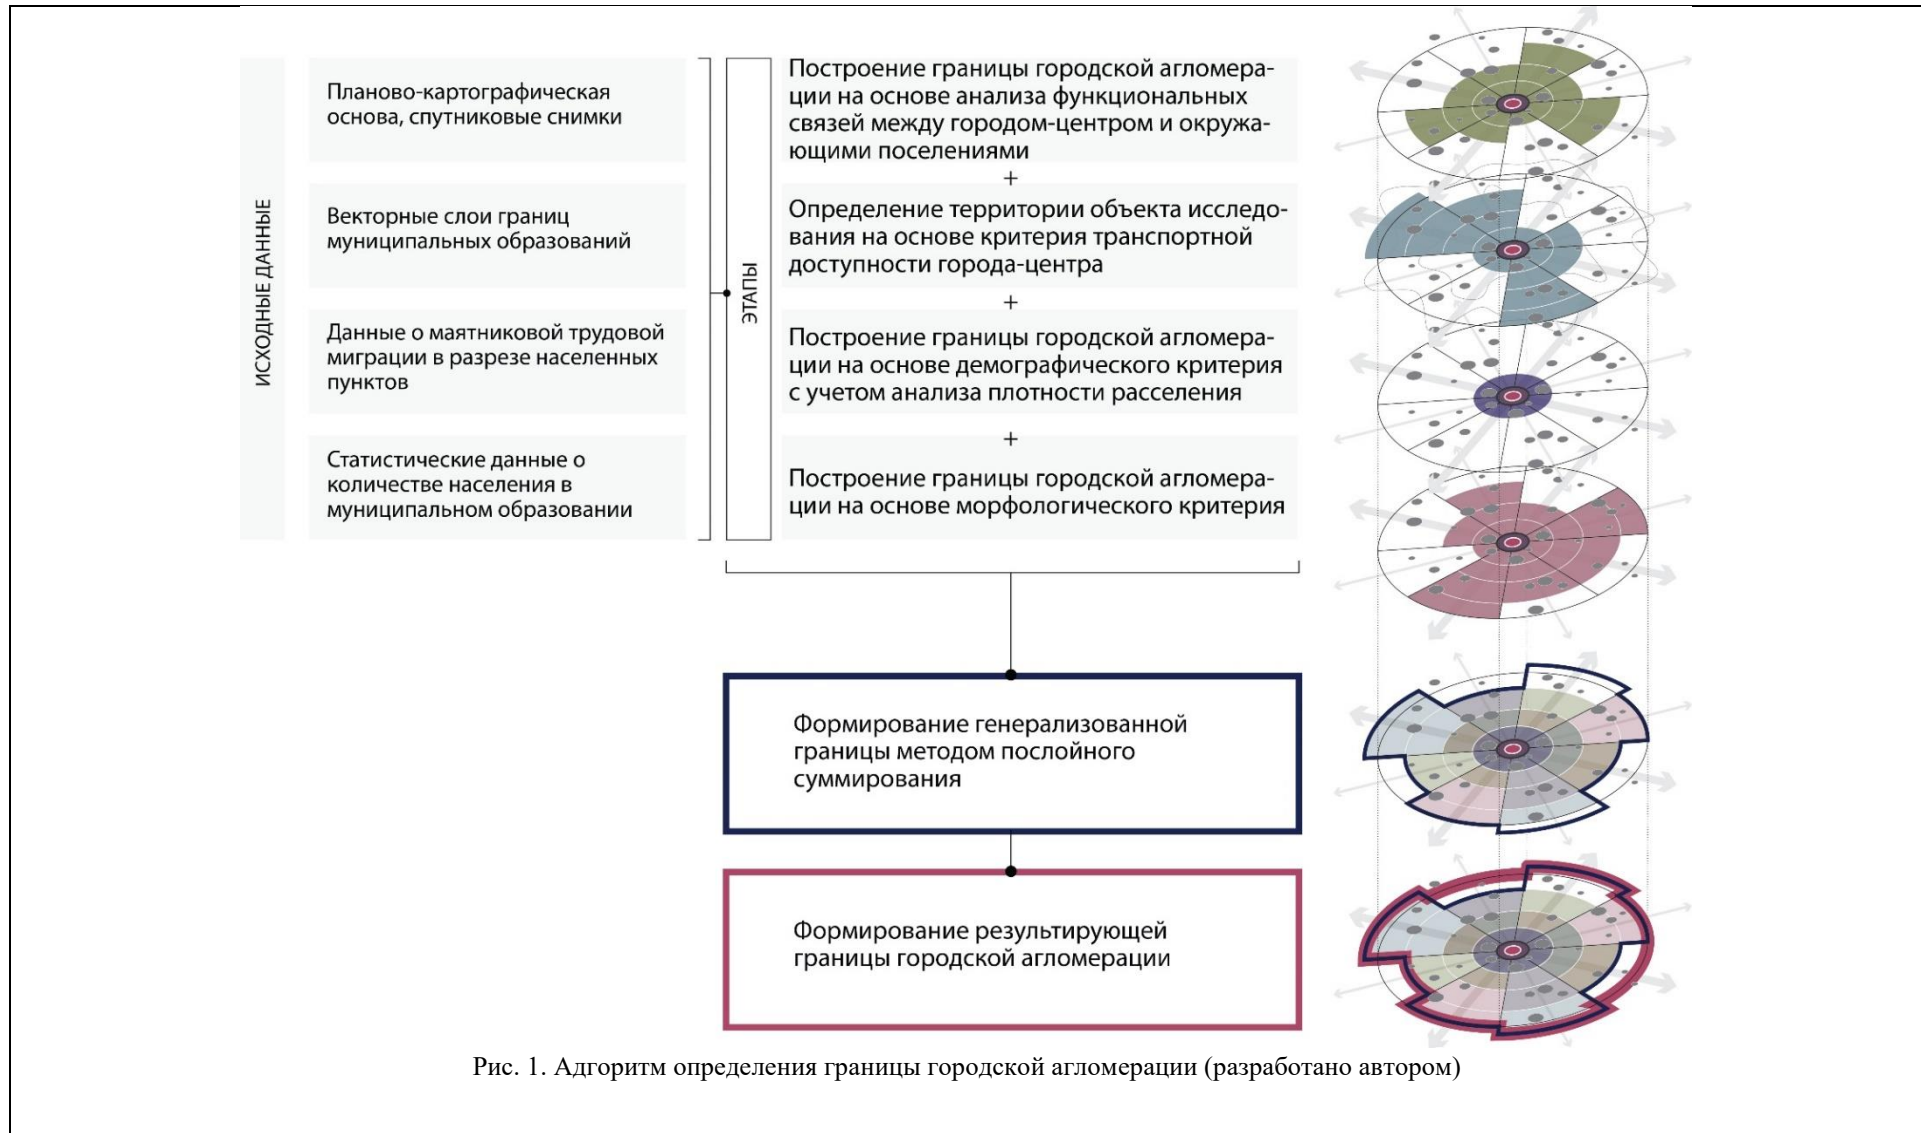 ИСХОДНЫЕ ДАННЫЕ
Планово-картографическая
основа, спутниковые снимки
Векторные слои границ
муниципальных образований
Данные о маятниковой трудовой
миграции в разрезе населенных
пунктов
Статистические данные о
количестве населения в
муниципальном образовании
ЭТАПЫ
Построение границы городской агломера-
ции на основе анализа функциональных
связей между городом-центром и окружа-
ющими поселениями
+
Определение территории объекта исследо-
вания на основе критерия транспортной
доступности города-центра
+
Построение границы городской агломера-
ции на основе демографического критерия
с учетом анализа плотности расселения
+
Построение границы городской агломера-
ции на основе морфологического критерия
Формирование генерализованной
границы методом послойного
суммирования
Формирование результирующей
границы городской агломерации
Рис. 1. Адгоритм определения границы городской агломерации (разработано автором)